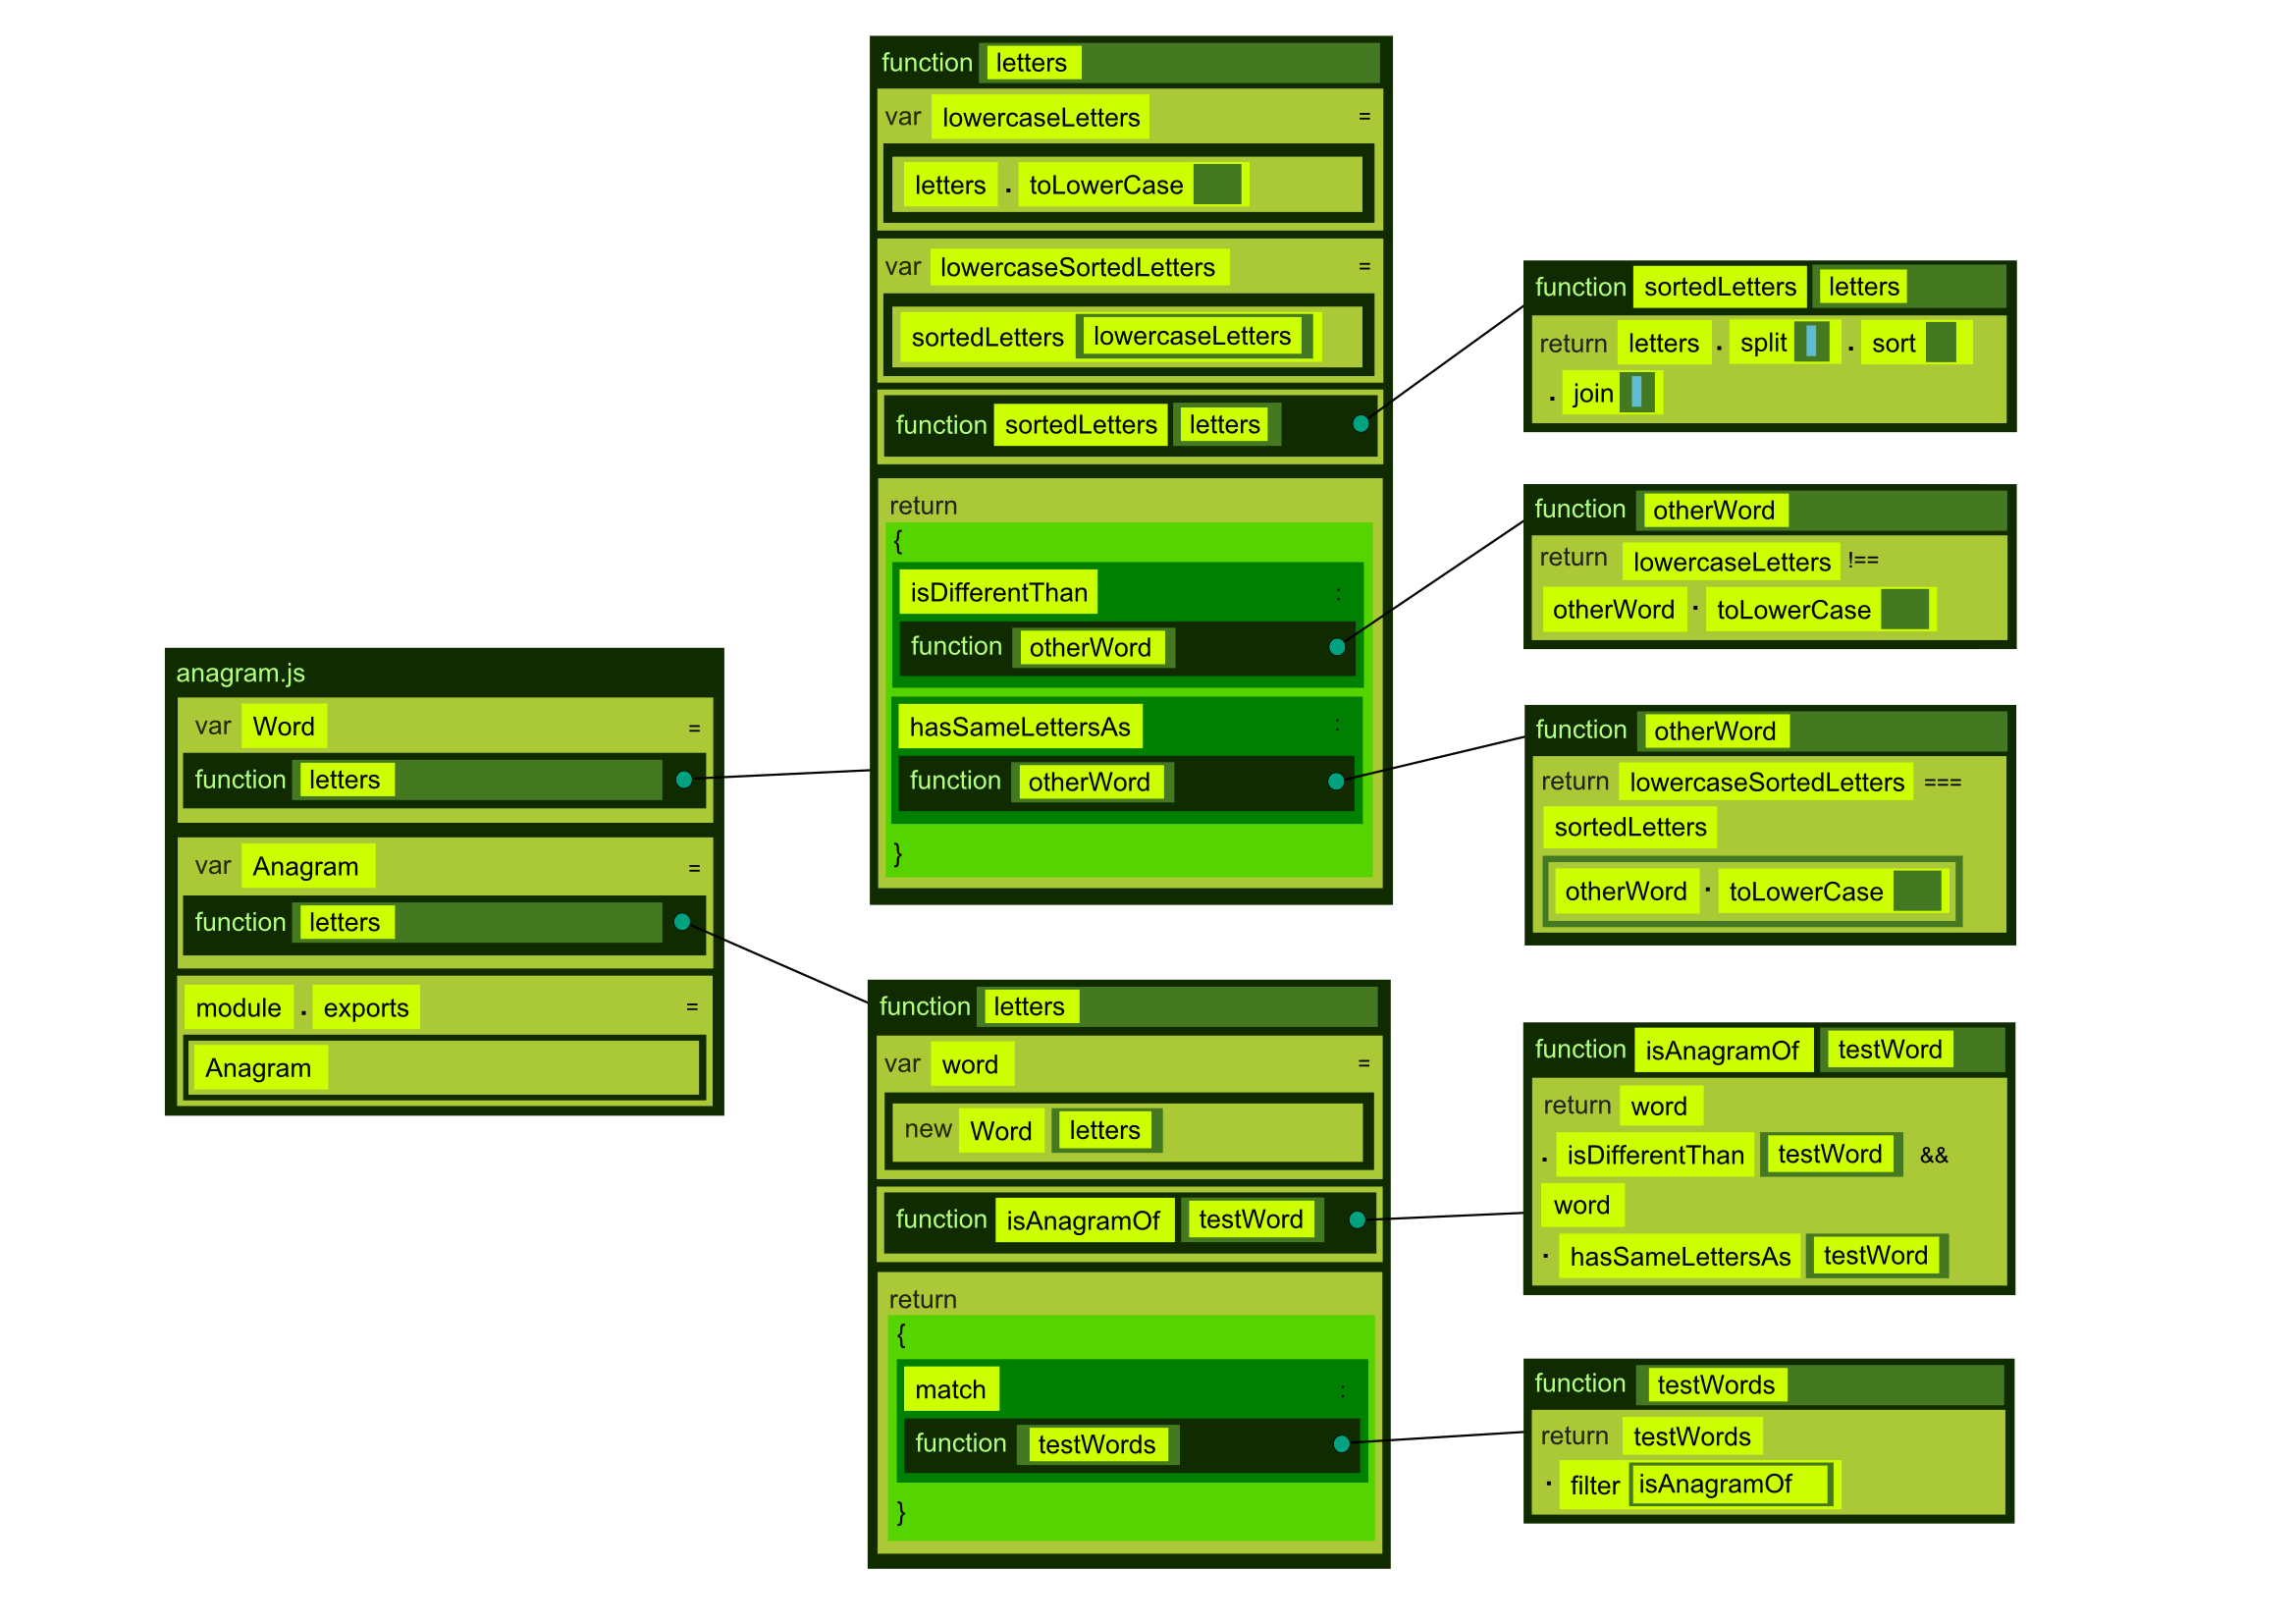 anagram.js
var Word =
function letters
var Anagram =
function letters
module . exports =
Anagram
function letters
var lowercaseLetters =
letters . toLowerCase
var lowercaseSortedLetters =
sortedLetters lowercaseLetters
function sortedLetters letters
return
{
isDifferentThan :
function otherWord
hasSameLettersAs :
function otherWord
}
function letters
var word =
new Word letters
function isAnagramOf testWord
return
{
match :
function testWords
}
function sortedLetters letters
return letters . split . sort
. join
function otherWord
return lowercaseLetters !==
otherWord . toLowerCase
function otherWord
return lowercaseSortedLetters ===
sortedLetters
otherWord . toLowerCase
function isAnagramOf testWord
return word
. isDifferentThan testWord &&
word
. hasSameLettersAs testWord
function testWords
return testWords
. filter isAnagramOf